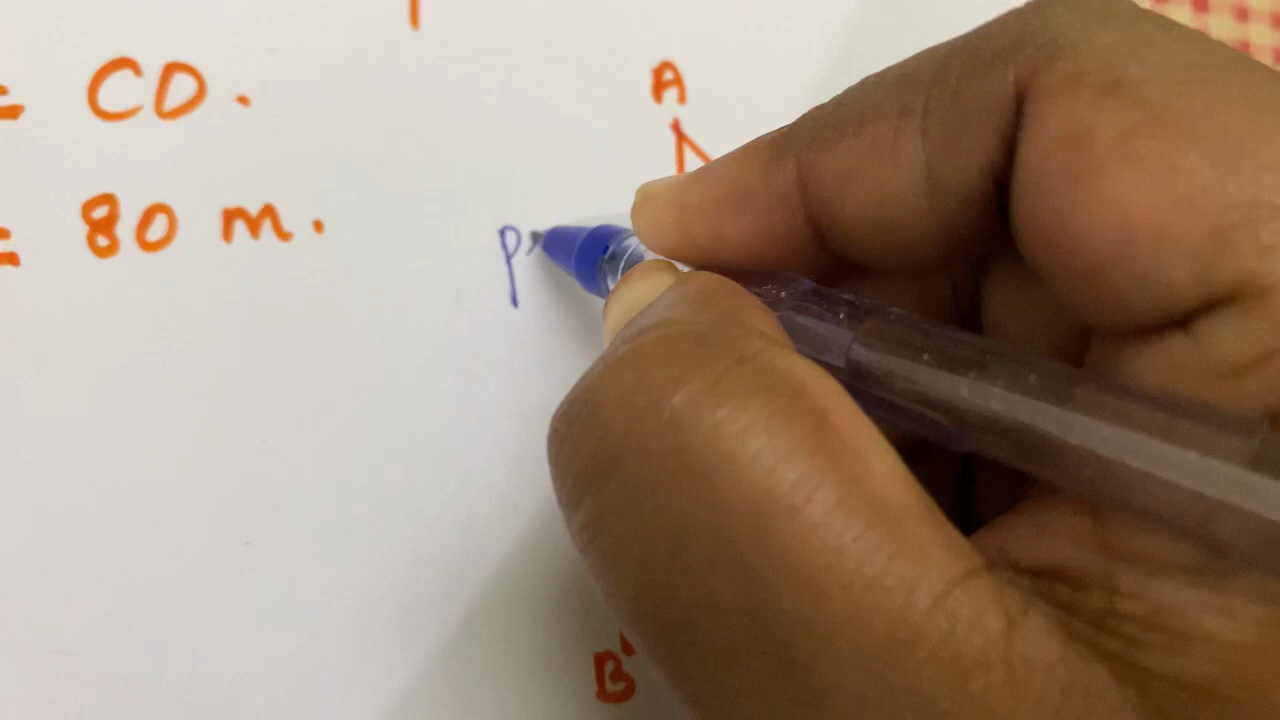 = CD.
A
= 80 m.
P
B